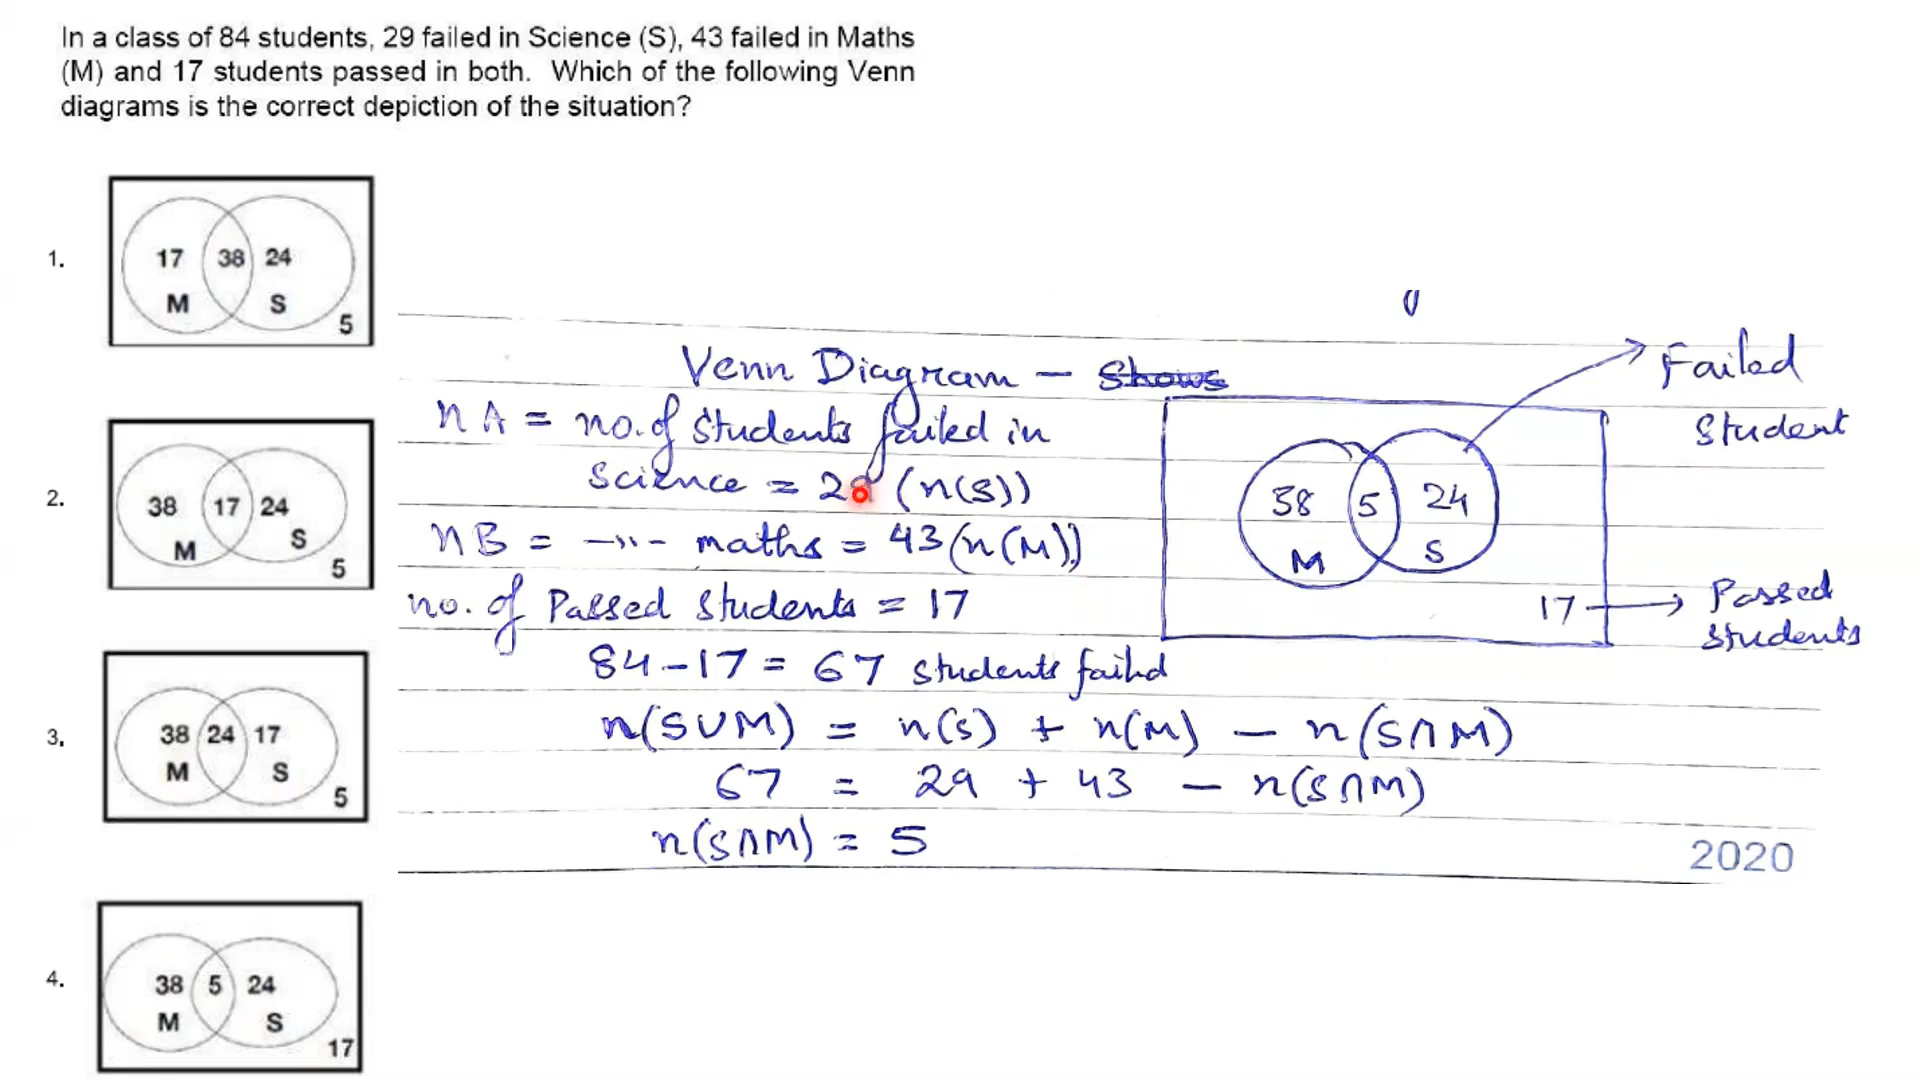 In a class of 84 students, 29 failed in Science (S), 43 failed in Maths
(M) and 17 students passed in both. Which of the following Venn
diagrams is the correct depiction of the situation?
1.
17 38 24
M S
5
2.
38 17 24
M S
5
3.
38 24 17
M S
5
4.
38 5 24
M S
17
Venn Diagram - Shows
nA = no. of students failed in
science = (n(S))
nB = -11- maths = 43 (n(M))
no. of Passed students = 17
84-17 = 67 students failed
n(SUM) = n(s) + n(M) - n(S∩M)
67 = 29 + 43 - n(S∩M)
n(S∩M) = 5
Failed
Student
38 5 24
M S
17 → Passed
students
2020